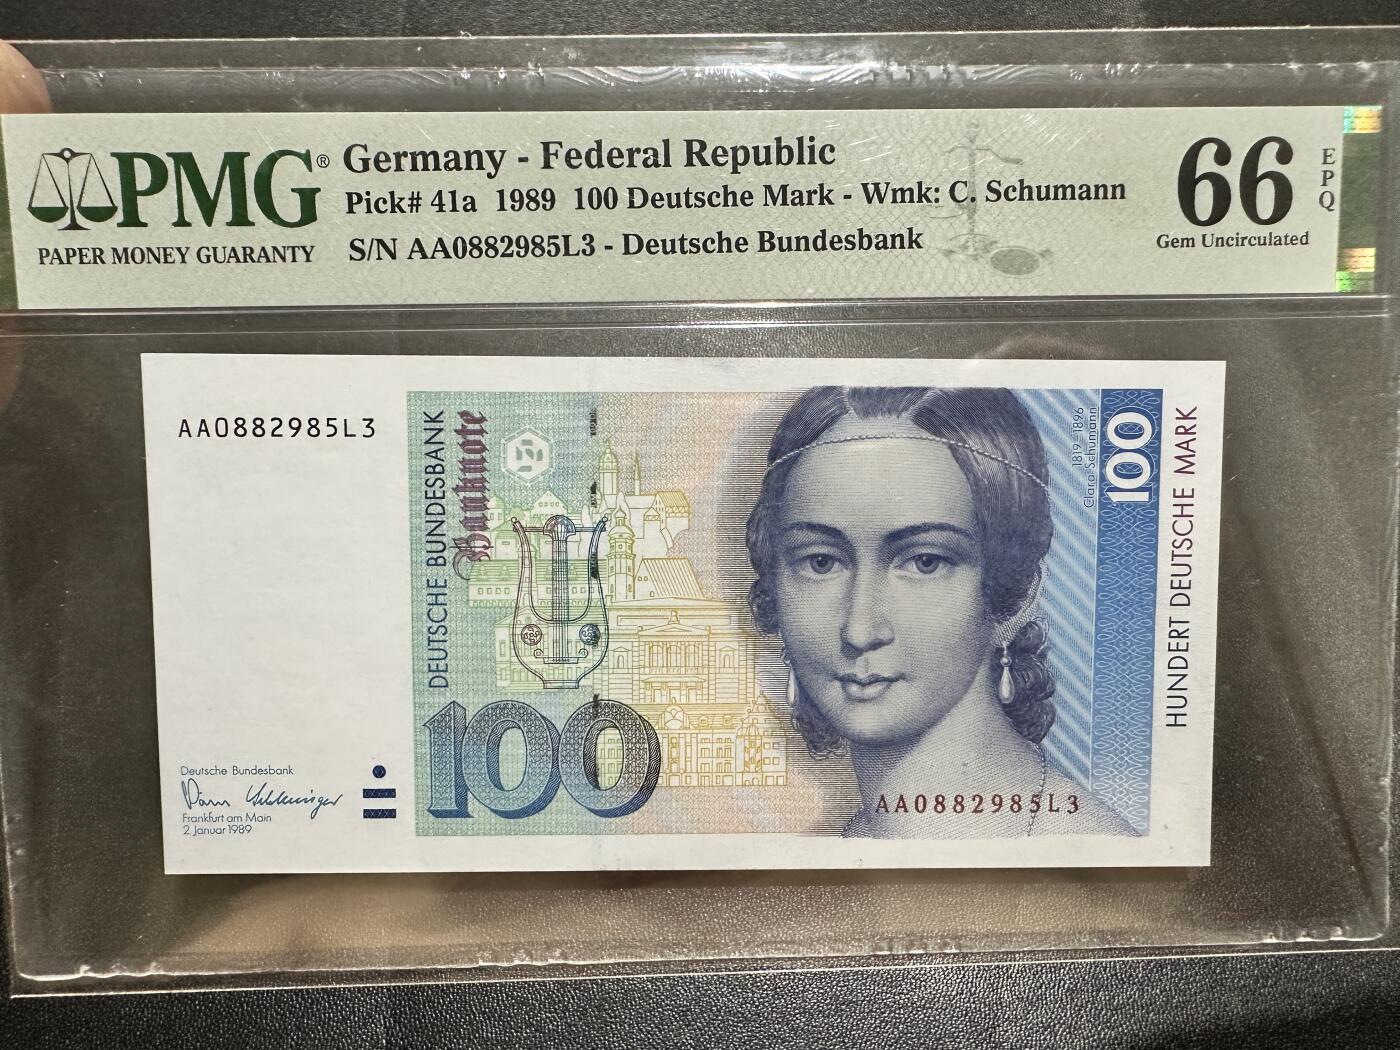 PMG®
PAPER MONEY GUARANTY
Germany - Federal Republic
Pick# 41a 1989 100 Deutsche Mark - Wmk: C. Schumann
S/N AA0882985L3 - Deutsche Bundesbank
66
EPQ
Gem Uncirculated
AA0882985L3
DEUTSCHE BUNDESBANK
Banknote
1819–1896
Clara Schumann
100
HUNDERT DEUTSCHE MARK
100
Deutsche Bundesbank
Frankfurt am Main
2. Januar 1989
AA0882985L3